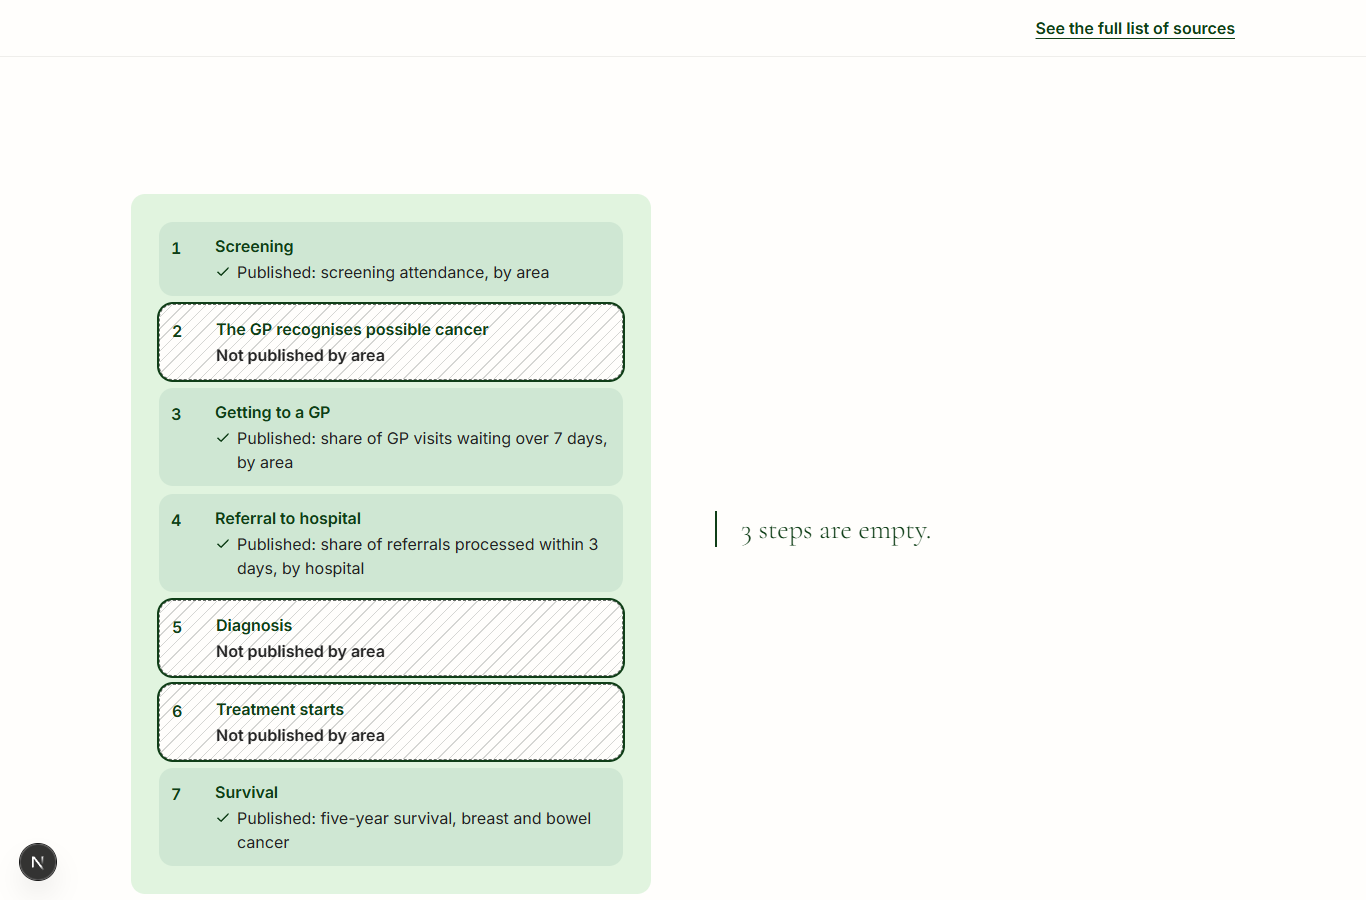 See the full list of sources
1 Screening
✓ Published: screening attendance, by area
2 The GP recognises possible cancer
Not published by area
3 Getting to a GP
✓ Published: share of GP visits waiting over 7 days,
by area
4 Referral to hospital
✓ Published: share of referrals processed within 3
days, by hospital
5 Diagnosis
Not published by area
6 Treatment starts
Not published by area
7 Survival
✓ Published: five-year survival, breast and bowel
cancer
3 steps are empty.
N